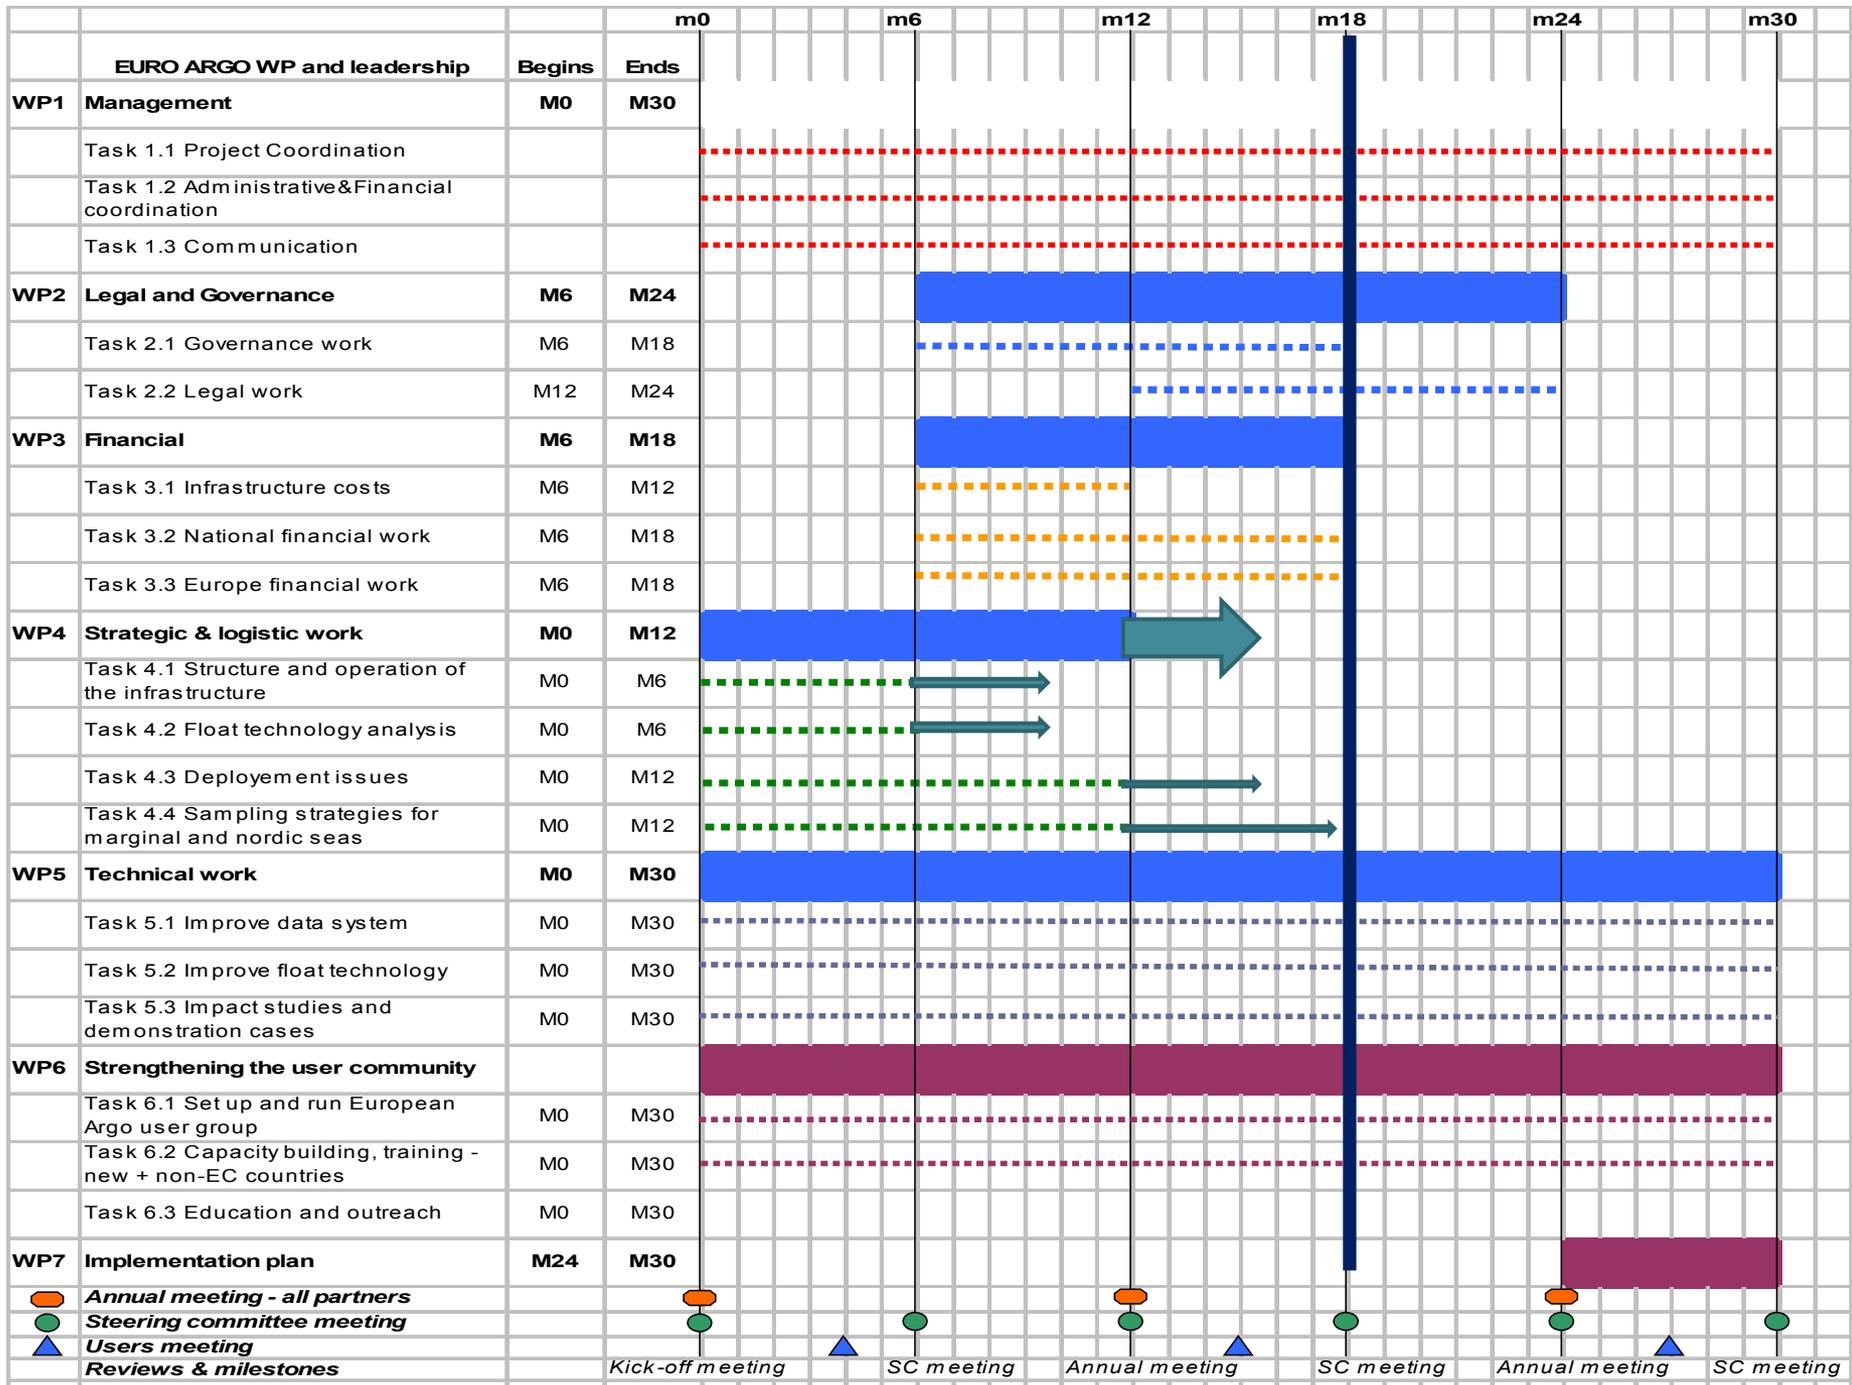 m0 m6 m12 m18 m24 m30
EURO ARGO WP and leadership Begins Ends
WP1 Management M0 M30
Task 1.1 Project Coordination
Task 1.2 Administrative&Financial
coordination
Task 1.3 Communication
WP2 Legal and Governance M6 M24
Task 2.1 Governance work M6 M18
Task 2.2 Legal work M12 M24
WP3 Financial M6 M18
Task 3.1 Infrastructure costs M6 M12
Task 3.2 National financial work M6 M18
Task 3.3 Europe financial work M6 M18
WP4 Strategic & logistic work M0 M12
Task 4.1 Structure and operation of
the infrastructure M0 M6
Task 4.2 Float technology analysis M0 M6
Task 4.3 Deployement issues M0 M12
Task 4.4 Sampling strategies for
marginal and nordic seas M0 M12
WP5 Technical work M0 M30
Task 5.1 Improve data system M0 M30
Task 5.2 Improve float technology M0 M30
Task 5.3 Impact studies and
demonstration cases M0 M30
WP6 Strengthening the user community
Task 6.1 Set up and run European
Argo user group M0 M30
Task 6.2 Capacity building, training -
new + non-EC countries M0 M30
Task 6.3 Education and outreach M0 M30
WP7 Implementation plan M24 M30
Annual meeting - all partners
Steering committee meeting
Users meeting
Reviews & milestones Kick-off meeting SC meeting Annual meeting SC meeting Annual meeting SC meeting